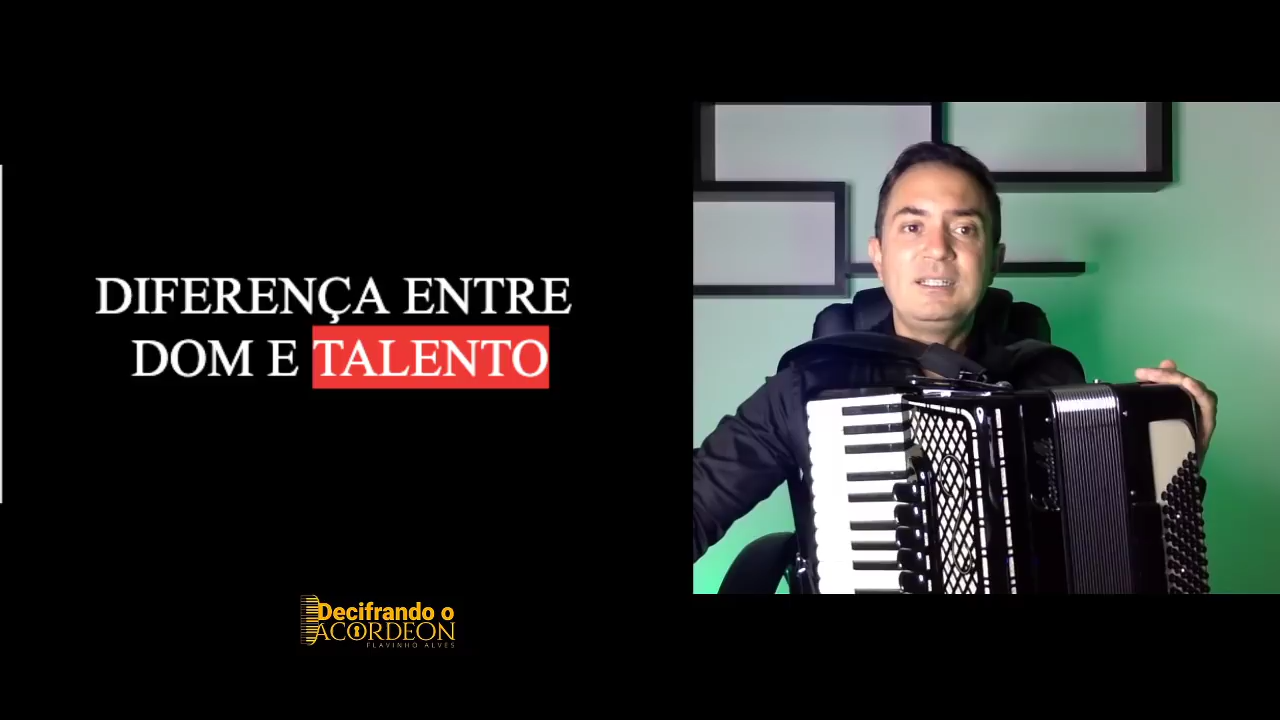 DIFERENÇA ENTRE
DOM E TALENTO
Decifrando o
ACORDEON
FLAVINHO ALVES